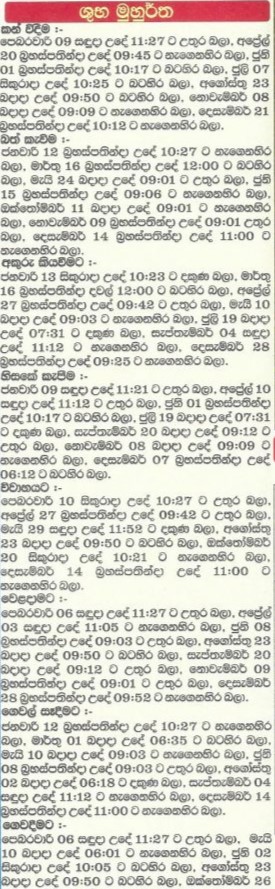 ශුභ මුහුර්ත
කන් විදීම :-
පෙබරවාරි 09 සඳුදා උදේ 11:27 ට උතුර බලා, අප්‍රේල්
20 බ්‍රහස්පතින්දා උදේ 09:45 ට නැගෙනහිර බලා, ජුනි
01 බ්‍රහස්පතින්දා උදේ 10:17 ට බටහිර බලා, ජුලි 07
සිකුරාදා උදේ 10:25 ට බටහිර බලා, අගෝස්තු 23
බදාදා උදේ 09:50 ට බටහිර බලා, නොවැම්බර් 08
බදාදා උදේ 09:09 ට නැගෙනහිර බලා, දෙසැම්බර් 21
බ්‍රහස්පතින්දා උදේ 10:12 ට නැගෙනහිර බලා.
බත් කැවීම :-
ජනවාරි 12 බ්‍රහස්පතින්දා උදේ 10:27 ට නැගෙනහිර
බලා, මාර්තු 16 බ්‍රහස්පතින්දා උදේ 12:00 ට බටහිර
බලා, මැයි 24 බදාදා උදේ 09:01 ට උතුර බලා, ජුනි
15 බ්‍රහස්පතින්දා උදේ 09:06 ට නැගෙනහිර බලා,
ඔක්තෝම්බර් 11 බදාදා උදේ 09:01 ට නැගෙනහිර
බලා, නොවැම්බර් 09 බ්‍රහස්පතින්දා උදේ 09:01 උතුර
බලා, දෙසැම්බර් 14 බ්‍රහස්පතින්දා උදේ 11:00 ට
නැගෙනහිර බලා.
අකුරු කියවීමට :-
ජනවාරි 13 සිකුරාදා උදේ 10:23 ට දකුණ බලා, මාර්තු
16 බ්‍රහස්පතින්දා දවල් 12:00 ට බටහිර බලා, අප්‍රේල්
27 බ්‍රහස්පතින්දා උදේ 09:42 ට උතුර බලා, මැයි 10
බදාදා උදේ 09:03 ට නැගෙනහිර බලා, ජුලි 19 බදාදා
උදේ 07:31 ට දකුණ බලා, සැප්තැම්බර් 04 සඳුදා
උදේ 11:12 ට නැගෙනහිර බලා, දෙසැම්බර් 28
බ්‍රහස්පතින්දා උදේ 09:25 ට නැගෙනහිර බලා.
හිසකේ කැපීම :-
ජනවාරි 09 සඳුදා උදේ 11:21 ට උතුර බලා, අප්‍රේල් 10
සඳුදා උදේ 11:12 ට උතුර බලා, ජුනි 01 බ්‍රහස්පතින්දා
උදේ 10:17 ට බටහිර බලා, ජුලි 19 බදාදා උදේ 07:31
ට දකුණ බලා, සැප්තැම්බර් 20 බදාදා උදේ 09:12 ට
උතුර බලා, නොවැම්බර් 08 බදාදා උදේ 09:09 ට
නැගෙනහිර බලා, දෙසැම්බර් 07 බ්‍රහස්පතින්දා උදේ
06:12 ට බටහිර බලා.
විවාහයට :-
පෙබරවාරි 10 සිකුරාදා උදේ 10:27 ට උතුර බලා,
අප්‍රේල් 27 බ්‍රහස්පතින්දා උදේ 09:42 ට උතුර බලා,
මැයි 29 සඳුදා උදේ 11:52 ට දකුණ බලා, අගෝස්තු
23 බදාදා උදේ 09:50 ට බටහිර බලා, ඔක්තෝම්බර්
20 සිකුරාදා උදේ 10:21 ට නැගෙනහිර බලා,
දෙසැම්බර් 14 බ්‍රහස්පතින්දා උදේ 11:00 ට
නැගෙනහිර බලා.
වෙළඳාමට :-
පෙබරවාරි 06 සඳුදා උදේ 11:27 ට උතුර බලා, අප්‍රේල්
03 සඳුදා උදේ 11:05 ට නැගෙනහිර බලා, ජුනි 08
බ්‍රහස්පතින්දා උදේ 09:03 ට උතුර බලා, අගෝස්තු 23
බදාදා උදේ 09:50 ට බටහිර බලා, සැප්තැම්බර් 20
බදාදා උදේ 09:12 ට උතුර බලා, නොවැම්බර් 09
බ්‍රහස්පතින්දා උදේ 09:01 ට උතුර බලා, දෙසැම්බර්
28 බ්‍රහස්පතින්දා උදේ 09:52 ට නැගෙනහිර බලා.
ගෙවල් සෑදීමට :-
ජනවාරි 12 බ්‍රහස්පතින්දා උදේ 10:27 ට නැගෙනහිර
බලා, මාර්තු 01 බදාදා උදේ 06:35 ට බටහිර බලා,
මැයි 10 බදාදා උදේ 09:03 ට නැගෙනහිර බලා, ජුනි
08 බ්‍රහස්පතින්දා උදේ 09:03 ට උතුර බලා, අගෝස්තු
02 බදාදා උදේ 06:18 ට දකුණ බලා, සැප්තැම්බර් 04
සඳුදා උදේ 11:12 ට නැගෙනහිර බලා, දෙසැම්බර් 14
බ්‍රහස්පතින්දා උදේ 11:00 ට නැගෙනහිර බලා.
ගෙවදීමට :-
පෙබරවාරි 06 සඳුදා උදේ 11:27 ට උතුර බලා, මැයි
10 බදාදා උදේ 06:01 ට නැගෙනහිර බලා, ජුනි 02
සිකුරාදා උදේ 10:05 ට බටහිර බලා, අගෝස්තු 23
බදාදා උදේ 09:50 ට බටහිර බලා, ඔක්තෝම්බර් 26